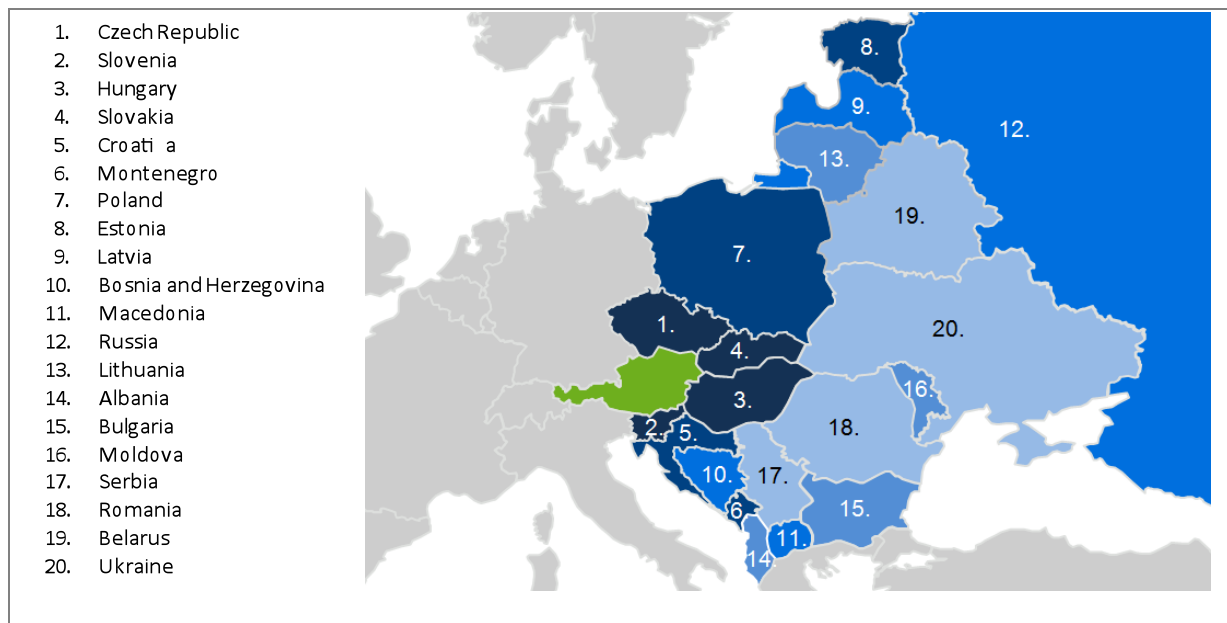 1. Czech Republic
2. Slovenia
3. Hungary
4. Slovakia
5. Croati a
6. Montenegro
7. Poland
8. Estonia
9. Latvia
10. Bosnia and Herzegovina
11. Macedonia
12. Russia
13. Lithuania
14. Albania
15. Bulgaria
16. Moldova
17. Serbia
18. Romania
19. Belarus
20. Ukraine
8.
9.
12.
13.
19.
7.
1.
20.
4.
16.
3.
2.
5.
18.
10.
17.
6.
15.
11.
14.